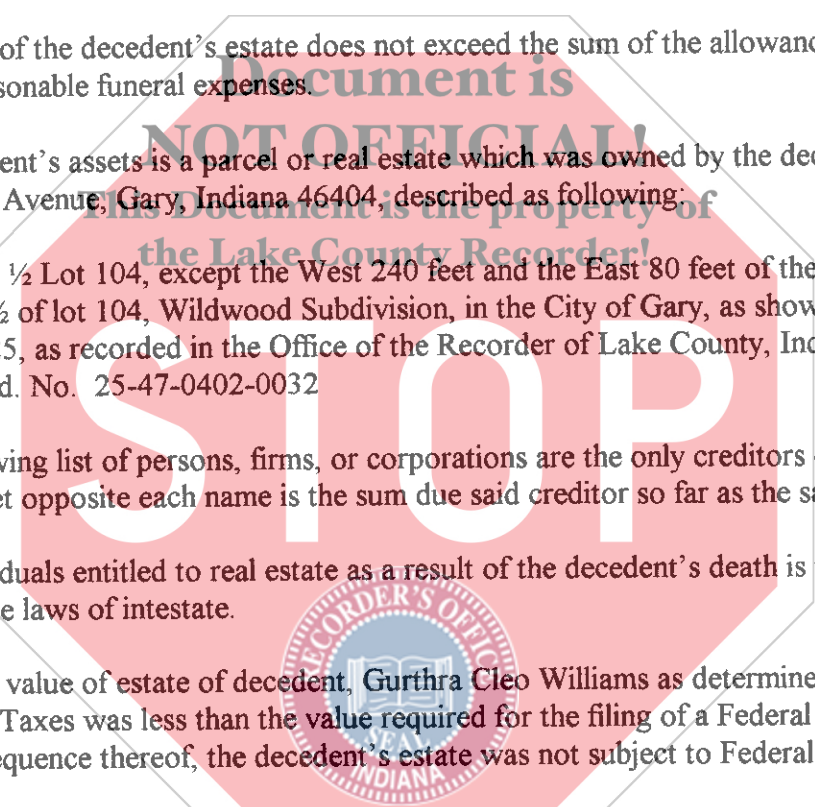 of the decedent's estate does not exceed the sum of the
sonable funeral expenses.
Document is
NOT OFFICIAL!
ent's assets is a parcel or real estate which was owned by the
Avenue, Gary, Indiana 46404, described as following:
This Document is the property of
the Lake County Recorder!
½ Lot 104, except the West 240 feet and the East 80 feet of the
½ of lot 104, Wildwood Subdivision, in the City of Gary, as
5, as recorded in the Office of the Recorder of Lake County,
d. No. 25-47-0402-0032
STOP
ving list of persons, firms, or corporations are the only creditors
et opposite each name is the sum due said creditor so far as the
duals entitled to real estate as a result of the decedent's death is
e laws of intestate.
RECORDER'S OFFICE
SEAL
INDIANA
value of estate of decedent, Gurthra Cleo Williams as
Taxes was less than the value required for the filing of a Federal
equence thereof, the decedent's estate was not subject to Federal